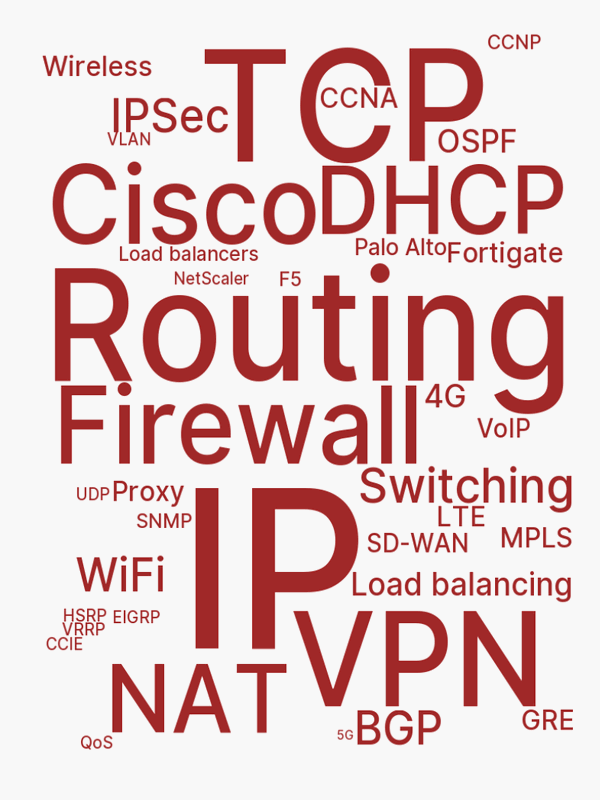 CCNP
Wireless
TCP
CCNA
IPSec
VLAN
OSPF
Cisco
DHCP
Load balancers
Palo Alto
Fortigate
NetScaler
F5
Routing
Firewall
4G
VoIP
Switching
UDP
Proxy
IP
SNMP
LTE
SD-WAN
MPLS
WiFi
Load balancing
HSRP
EIGRP
VRRP
CCIE
VPN
NAT
GRE
5G
BGP
QoS